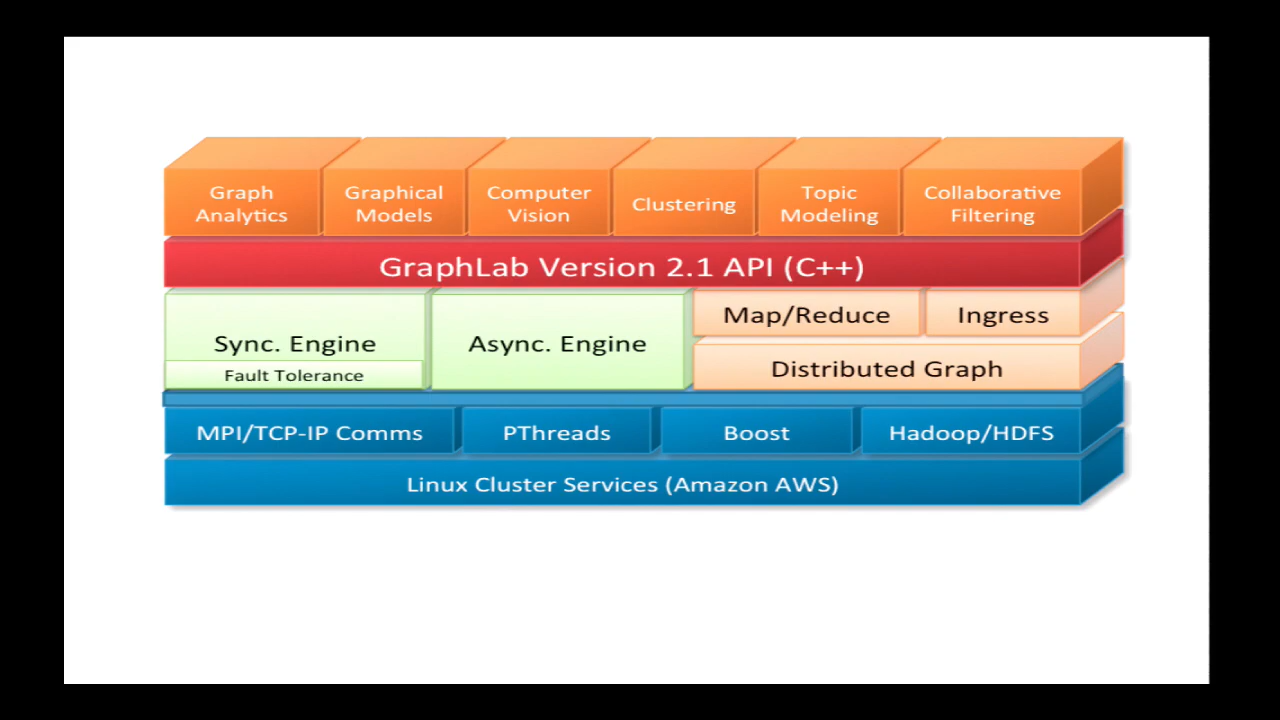 Graph
Analytics
Graphical
Models
Computer
Vision
Clustering
Topic
Modeling
Collaborative
Filtering
GraphLab Version 2.1 API (C++)
Sync. Engine
Fault Tolerance
Async. Engine
Map/Reduce
Ingress
Distributed Graph
MPI/TCP-IP Comms
PThreads
Boost
Hadoop/HDFS
Linux Cluster Services (Amazon AWS)